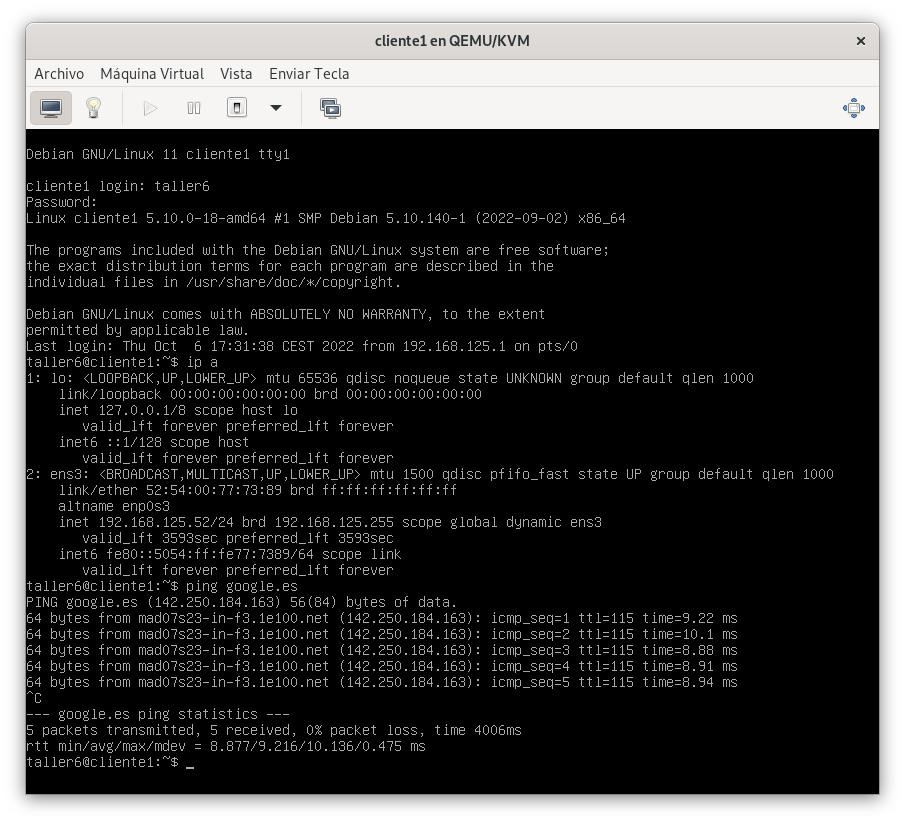 cliente1 en QEMU/KVM
Archivo Máquina Virtual Vista Enviar Tecla
Debian GNU/Linux 11 cliente1 tty1
cliente1 login: taller6
Password:
Linux cliente1 5.10.0-18-amd64 #1 SMP Debian 5.10.140-1 (2022-09-02) x86_64
The programs included with the Debian GNU/Linux system are free software;
the exact distribution terms for each program are described in the
individual files in /usr/share/doc/*/copyright.
Debian GNU/Linux comes with ABSOLUTELY NO WARRANTY, to the extent
permitted by applicable law.
Last login: Thu Oct  6 17:31:38 CEST 2022 from 192.168.125.1 on pts/0
taller6@cliente1:~$ ip a
1: lo: <LOOPBACK,UP,LOWER_UP> mtu 65536 qdisc noqueue state UNKNOWN group default qlen 1000
    link/loopback 00:00:00:00:00:00 brd 00:00:00:00:00:00
    inet 127.0.0.1/8 scope host lo
       valid_lft forever preferred_lft forever
    inet6 ::1/128 scope host
       valid_lft forever preferred_lft forever
2: ens3: <BROADCAST,MULTICAST,UP,LOWER_UP> mtu 1500 qdisc pfifo_fast state UP group default qlen 1000
    link/ether 52:54:00:77:73:89 brd ff:ff:ff:ff:ff:ff
    altname enp0s3
    inet 192.168.125.52/24 brd 192.168.125.255 scope global dynamic ens3
       valid_lft 3593sec preferred_lft 3593sec
    inet6 fe80::5054:ff:fe77:7389/64 scope link
       valid_lft forever preferred_lft forever
taller6@cliente1:~$ ping google.es
PING google.es (142.250.184.163) 56(84) bytes of data.
64 bytes from mad07s23-in-f3.1e100.net (142.250.184.163): icmp_seq=1 ttl=115 time=9.22 ms
64 bytes from mad07s23-in-f3.1e100.net (142.250.184.163): icmp_seq=2 ttl=115 time=10.1 ms
64 bytes from mad07s23-in-f3.1e100.net (142.250.184.163): icmp_seq=3 ttl=115 time=8.88 ms
64 bytes from mad07s23-in-f3.1e100.net (142.250.184.163): icmp_seq=4 ttl=115 time=8.91 ms
64 bytes from mad07s23-in-f3.1e100.net (142.250.184.163): icmp_seq=5 ttl=115 time=8.94 ms
^C
--- google.es ping statistics ---
5 packets transmitted, 5 received, 0% packet loss, time 4006ms
rtt min/avg/max/mdev = 8.877/9.216/10.136/0.475 ms
taller6@cliente1:~$ _